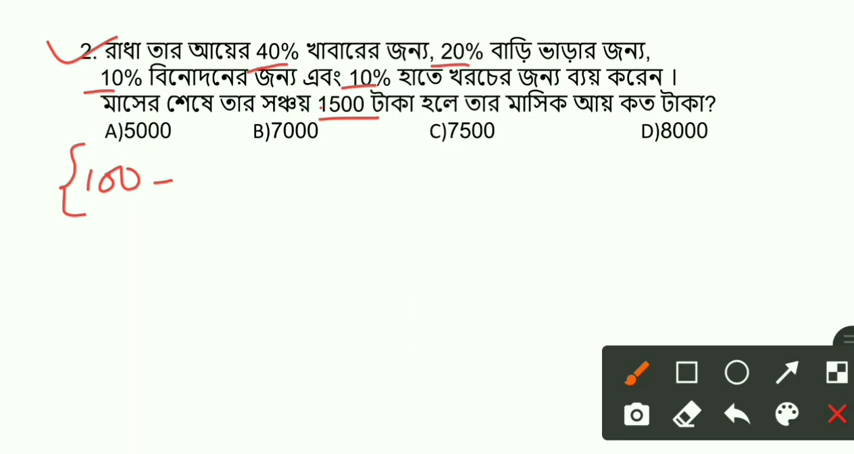 2. রাধা তার আয়ের 40% খাবারের জন্য, 20% বাড়ি ভাড়ার জন্য,
10% বিনোদনের জন্য এবং 10% হাতে খরচের জন্য ব্যয় করেন ।
মাসের শেষে তার সঞ্চয় 1500 টাকা হলে তার মাসিক আয় কত টাকা?
A)5000 B)7000 C)7500 D)8000
{100 –